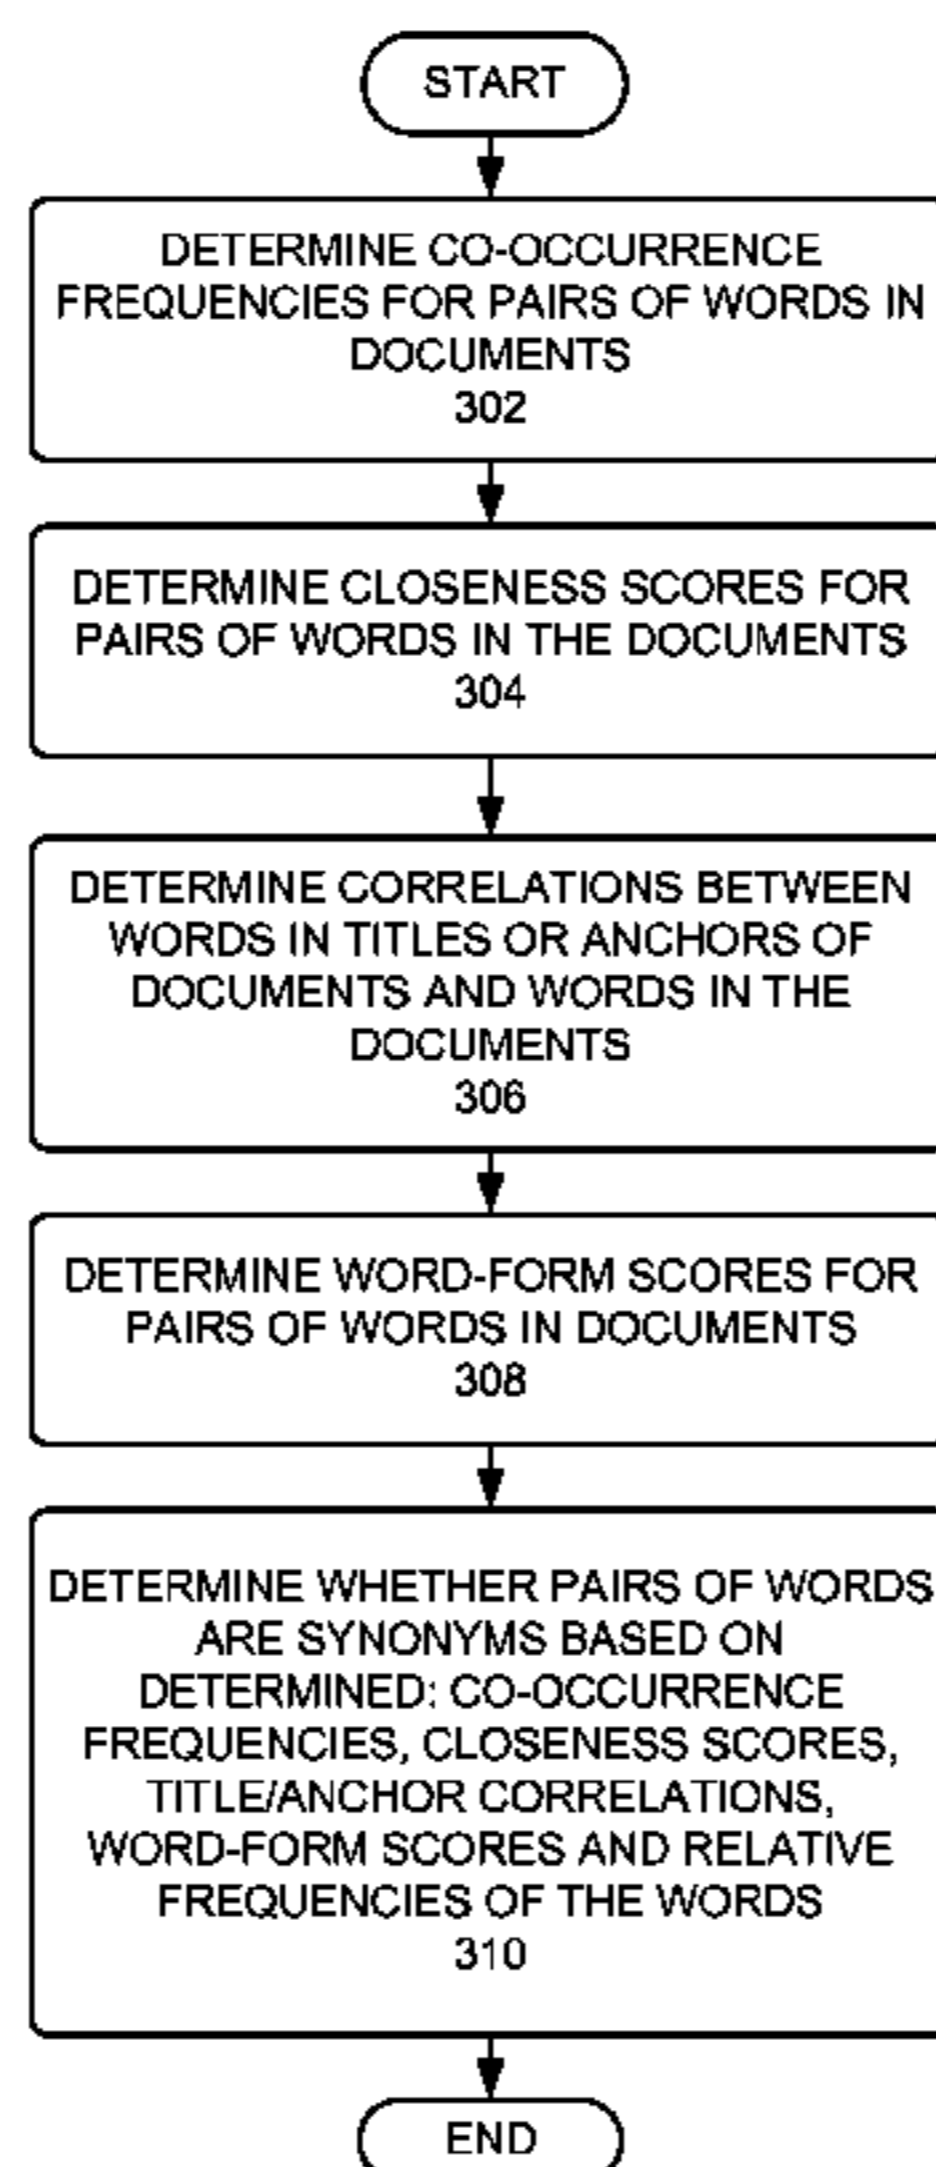 START
DETERMINE CO-OCCURRENCE
FREQUENCIES FOR PAIRS OF WORDS IN
DOCUMENTS
302
DETERMINE CLOSENESS SCORES FOR
PAIRS OF WORDS IN THE DOCUMENTS
304
DETERMINE CORRELATIONS BETWEEN
WORDS IN TITLES OR ANCHORS OF
DOCUMENTS AND WORDS IN THE
DOCUMENTS
306
DETERMINE WORD-FORM SCORES FOR
PAIRS OF WORDS IN DOCUMENTS
308
DETERMINE WHETHER PAIRS OF WORDS
ARE SYNONYMS BASED ON
DETERMINED: CO-OCCURRENCE
FREQUENCIES, CLOSENESS SCORES,
TITLE/ANCHOR CORRELATIONS,
WORD-FORM SCORES AND RELATIVE
FREQUENCIES OF THE WORDS
310
END